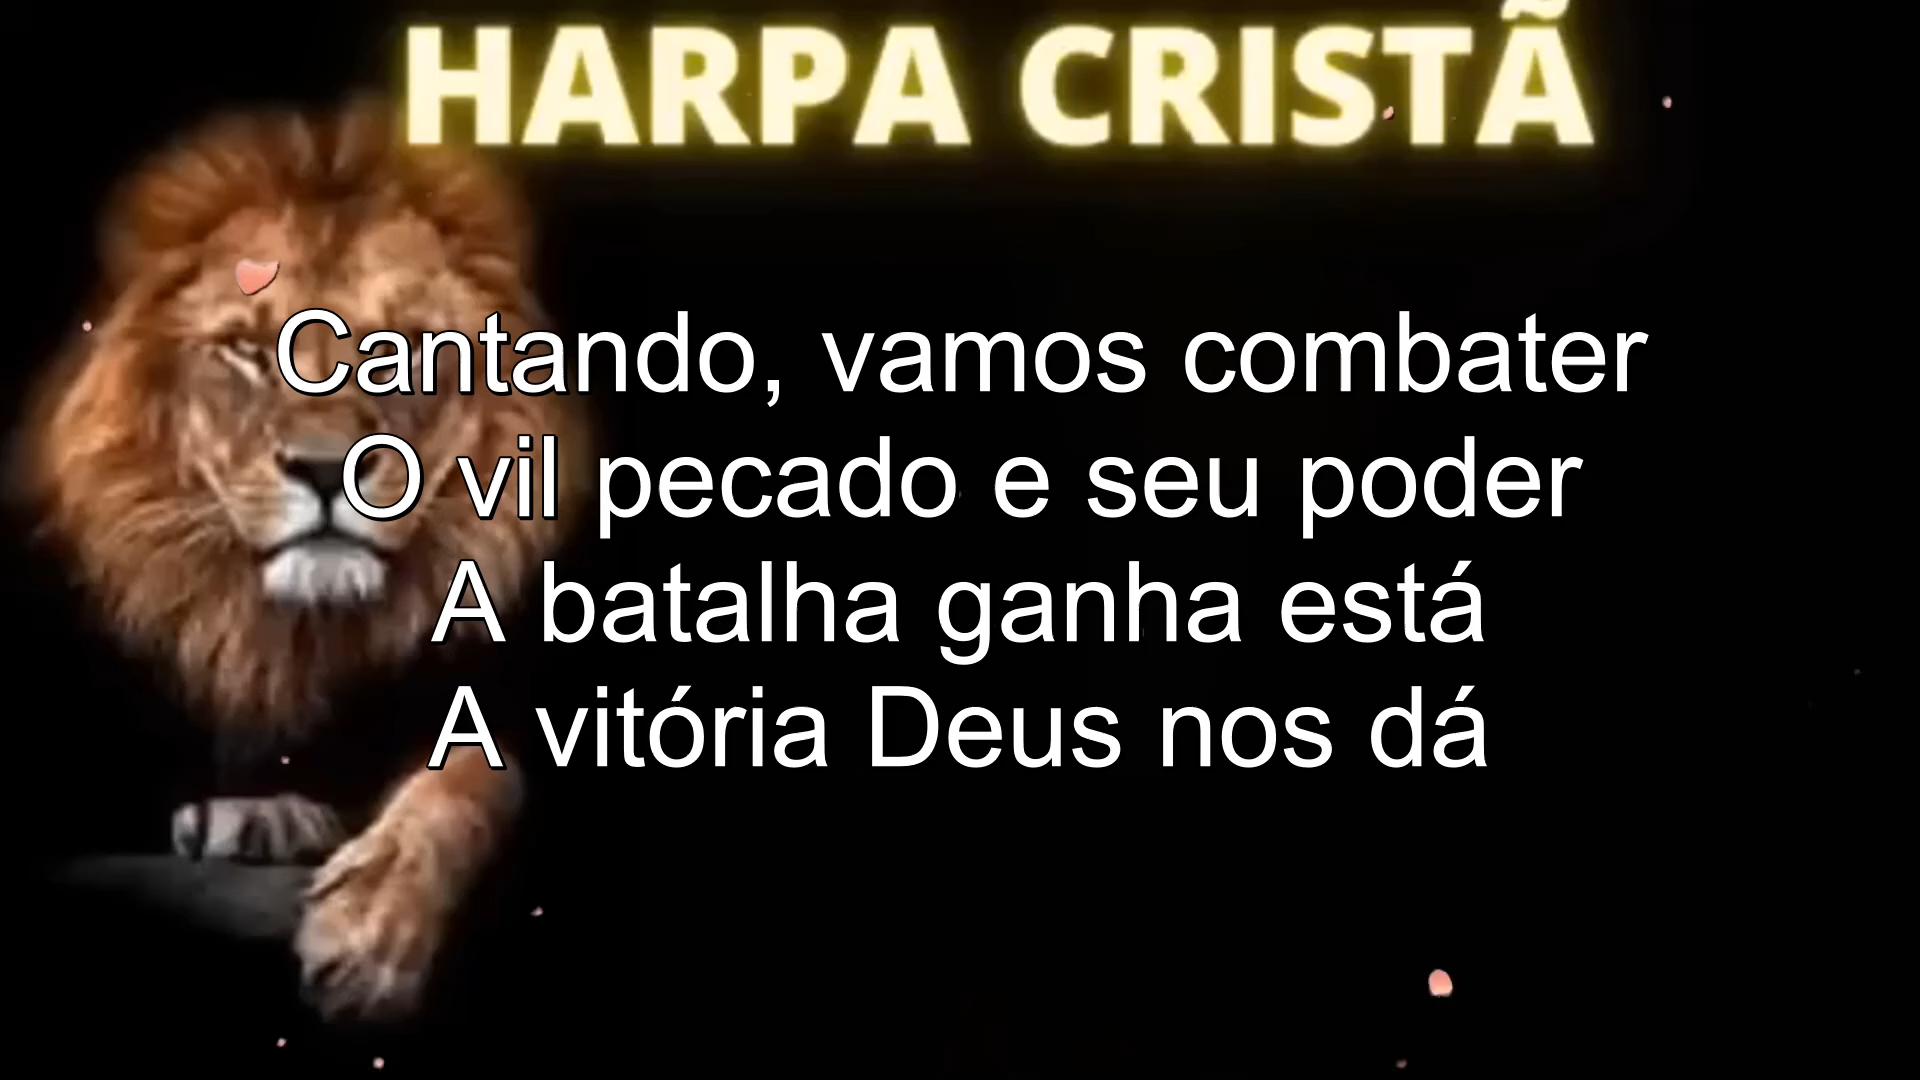 HARPA CRISTÃ
Cantando, vamos combater
O vil pecado e seu poder
A batalha ganha está
A vitória Deus nos dá